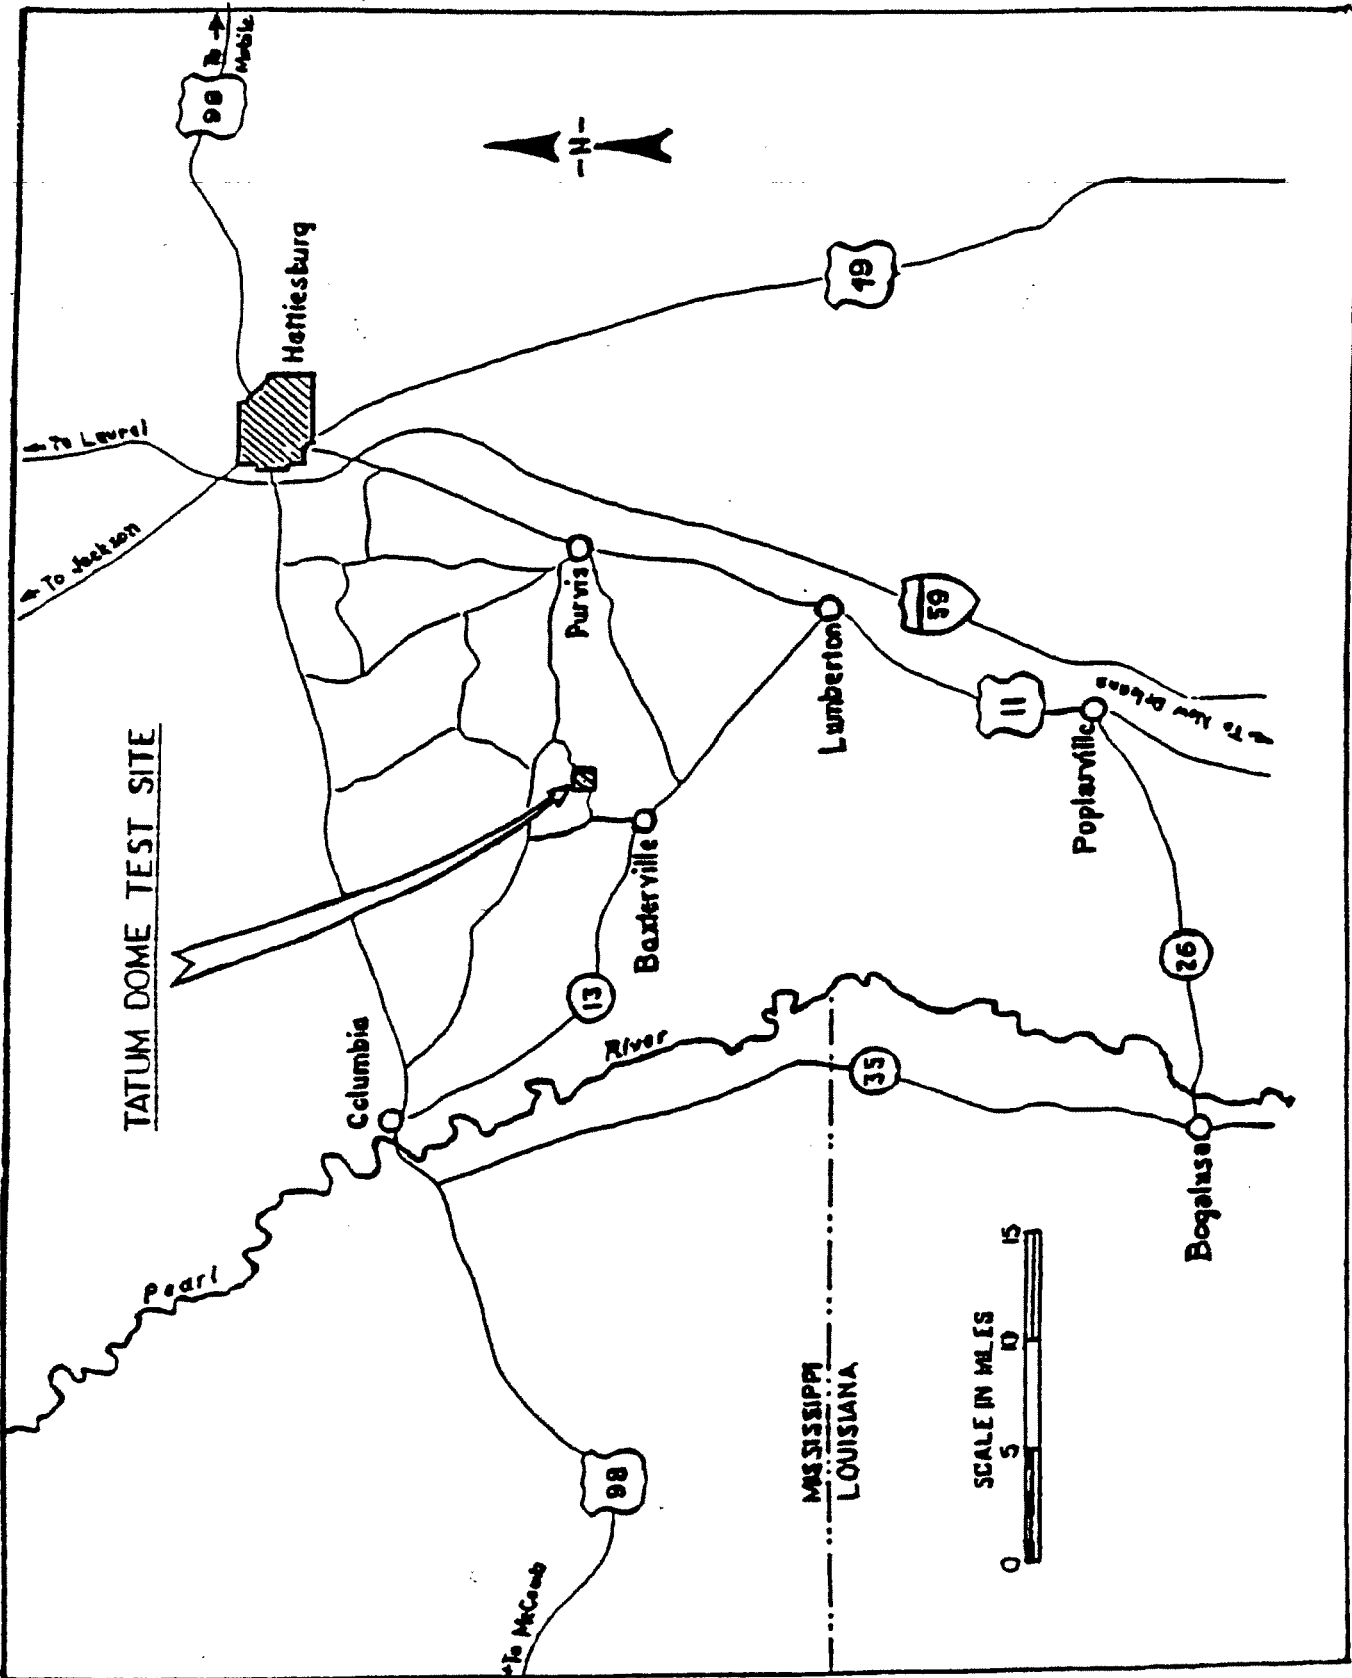 TATUM DOME TEST SITE
To Jackson
To Laurel
Hattiesburg
98
To
Mobile
-N-
Pearl
Columbia
River
13
Baxterville
Purvis
Lumberton
49
59
11
Poplarville
To New Orleans
26
35
Bogalusa
98
To McComb
MISSISSIPPI
LOUISIANA
SCALE IN MILES
0 5 10 15